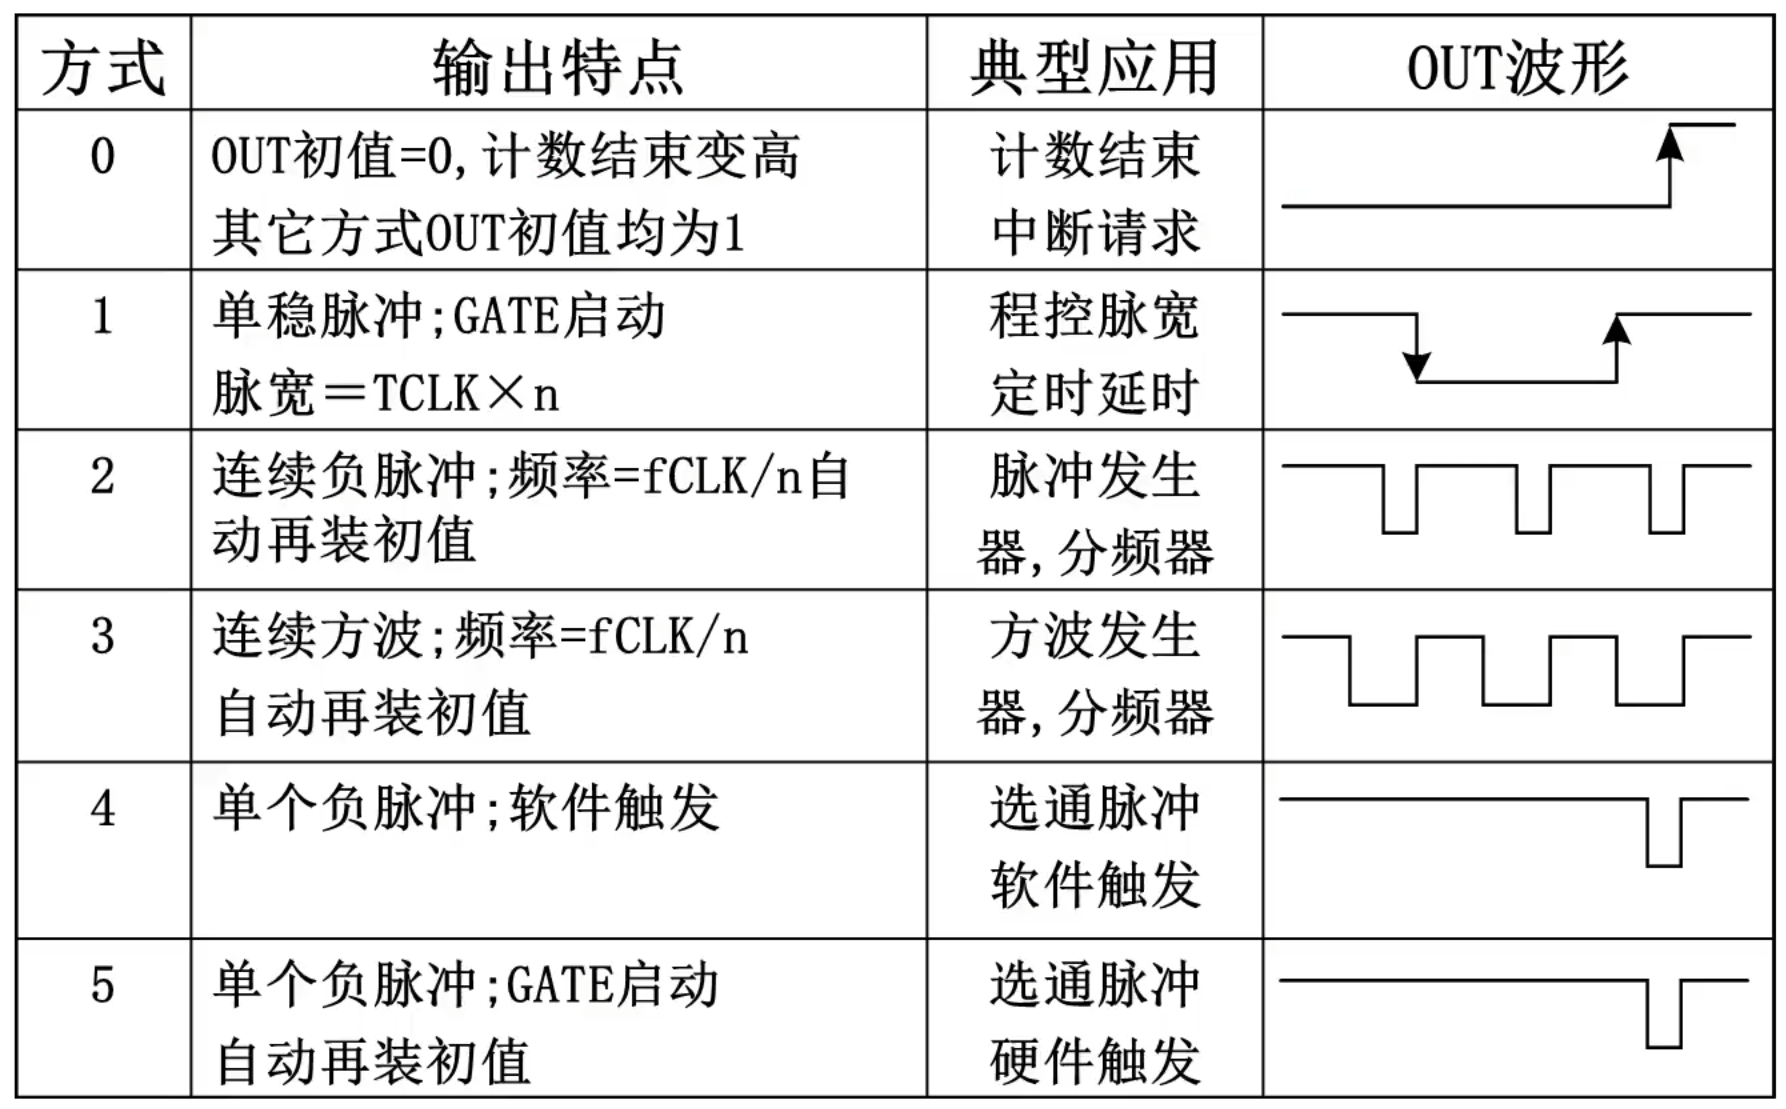 方式 输出特点 典型应用 OUT波形
0
OUT初值=0,计数结束变高
其它方式OUT初值均为1
计数结束
中断请求
1
单稳脉冲;GATE启动
脉宽＝TCLK×n
程控脉宽
定时延时
2
连续负脉冲;频率=fCLK/n自
动再装初值
脉冲发生
器,分频器
3
连续方波;频率=fCLK/n
自动再装初值
方波发生
器,分频器
4
单个负脉冲;软件触发
选通脉冲
软件触发
5
单个负脉冲;GATE启动
自动再装初值
选通脉冲
硬件触发